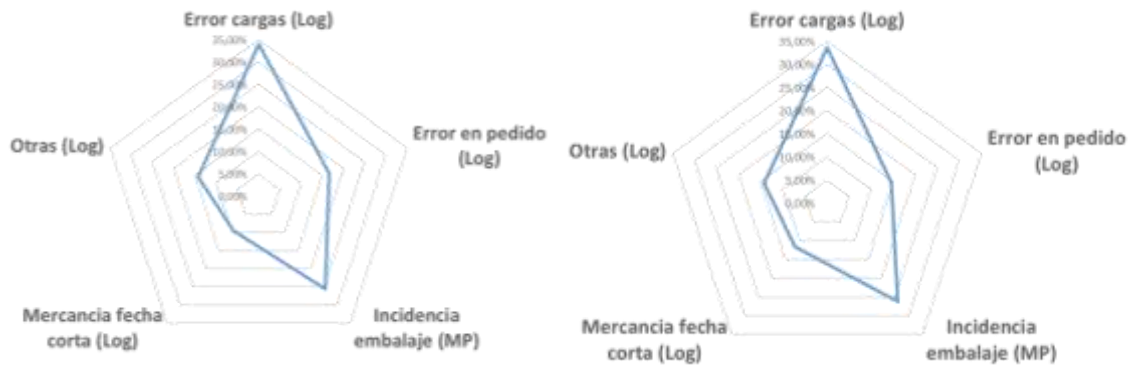 Error cargas (Log)
35,00%
30,00%
25,00%
20,00%
15,00%
10,00%
5,00%
0,00%
Error en pedido
(Log)
Incidencia
embalaje (MP)
Mercancia fecha
corta (Log)
Otras (Log)
Error cargas (Log)
35,00%
30,00%
25,00%
20,00%
15,00%
10,00%
5,00%
0,00%
Error en pedido
(Log)
Incidencia
embalaje (MP)
Mercancia fecha
corta (Log)
Otras (Log)